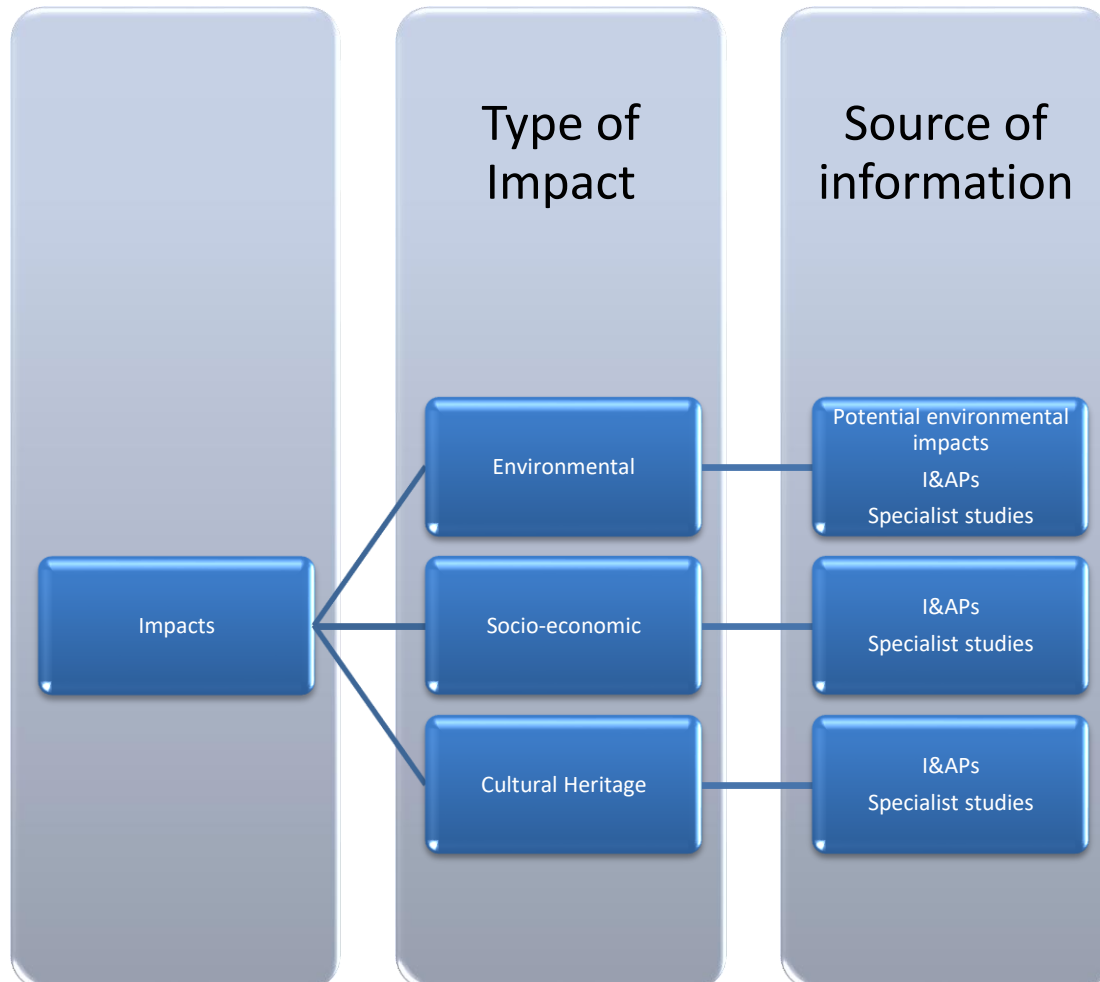 Type of
Impact
Source of
information
Impacts
Environmental
Potential environmental
impacts
I&APs
Specialist studies
Socio-economic
I&APs
Specialist studies
Cultural Heritage
I&APs
Specialist studies